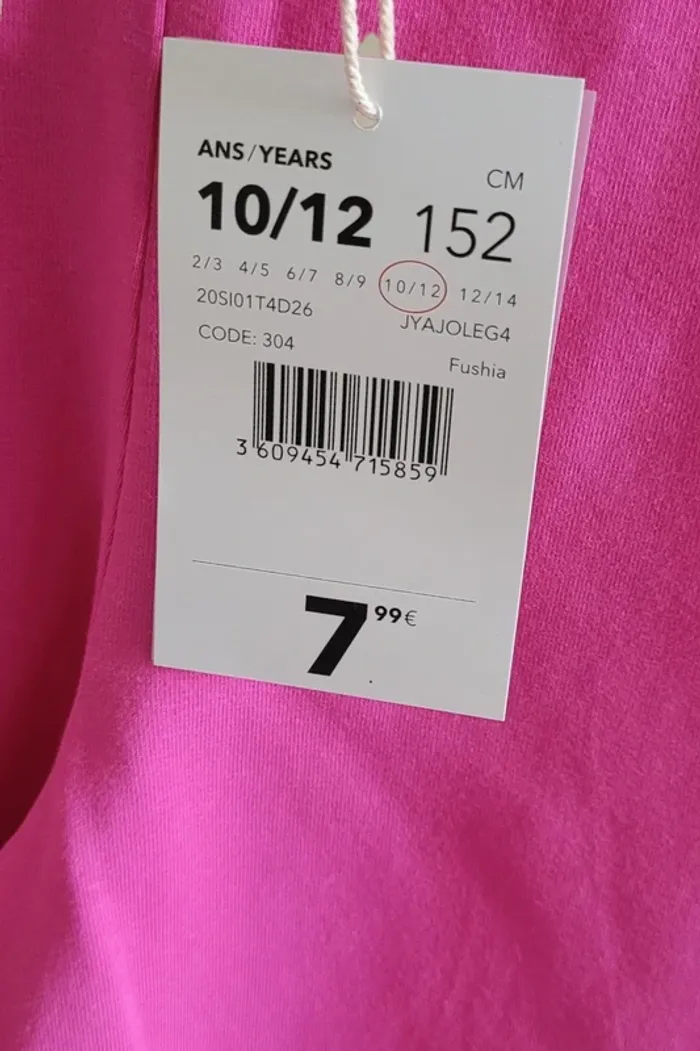 ANS/YEARS
CM
10/12 152
2/3 4/5 6/7 8/9 10/12 12/14
20SI01T4D26
JYAJOLEG4
CODE: 304
Fushia
3 609454 715859
7 99€